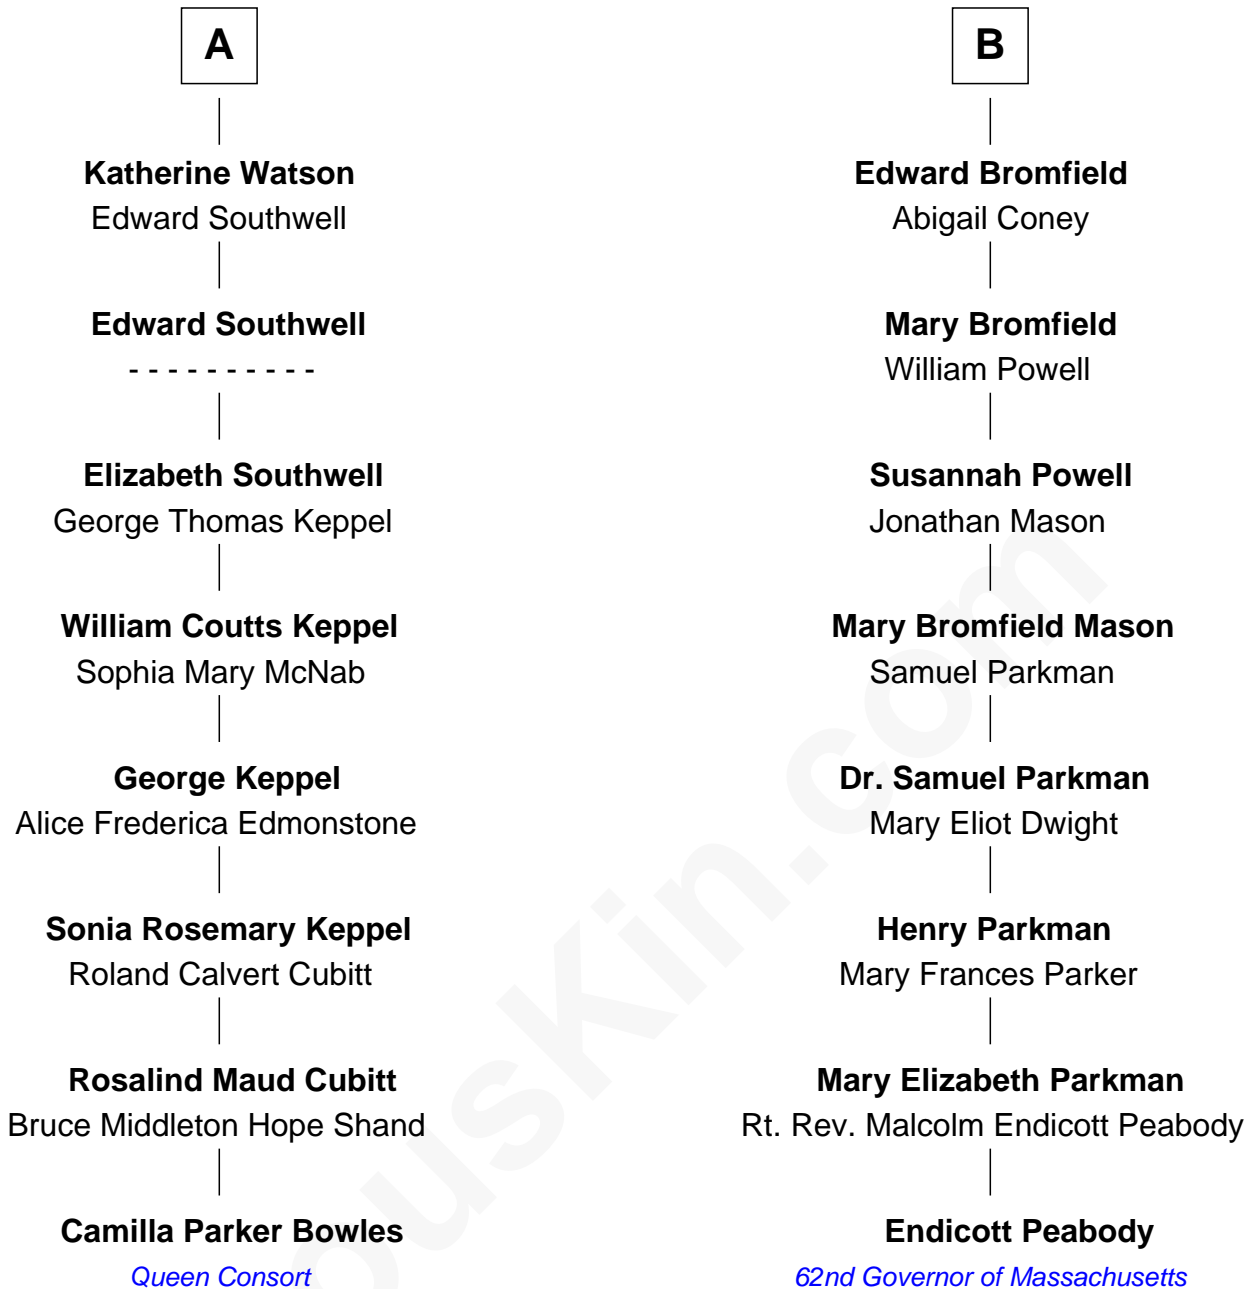 A
Katherine Watson
Edward Southwell
Edward Southwell
- - - - - - - - - -
Elizabeth Southwell
George Thomas Keppel
William Coutts Keppel
Sophia Mary McNab
George Keppel
Alice Frederica Edmonstone
Sonia Rosemary Keppel
Roland Calvert Cubitt
Rosalind Maud Cubitt
Bruce Middleton Hope Shand
Camilla Parker Bowles
Queen Consort
B
Edward Bromfield
Abigail Coney
Mary Bromfield
William Powell
Susannah Powell
Jonathan Mason
Mary Bromfield Mason
Samuel Parkman
Dr. Samuel Parkman
Mary Eliot Dwight
Henry Parkman
Mary Frances Parker
Mary Elizabeth Parkman
Rt. Rev. Malcolm Endicott Peabody
Endicott Peabody
62nd Governor of Massachusetts
ousKin.com